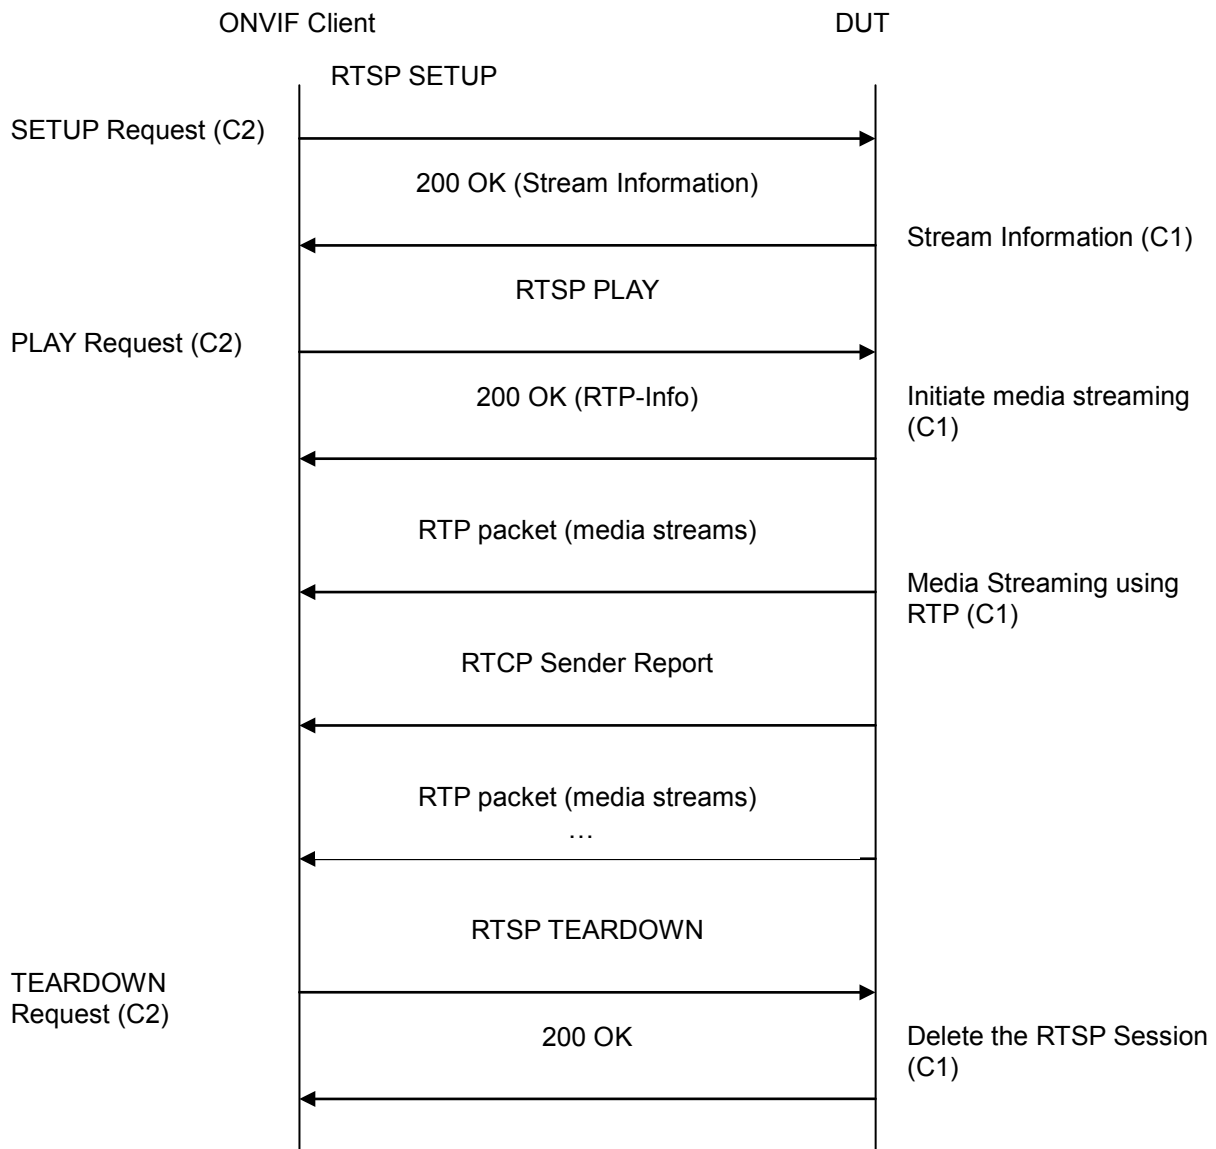 ONVIF Client
DUT
RTSP SETUP
SETUP Request (C2)
200 OK (Stream Information)
Stream Information (C1)
RTSP PLAY
PLAY Request (C2)
200 OK (RTP-Info)
Initiate media streaming
(C1)
RTP packet (media streams)
Media Streaming using
RTP (C1)
RTCP Sender Report
RTP packet (media streams)
…
RTSP TEARDOWN
TEARDOWN
Request (C2)
200 OK
Delete the RTSP Session
(C1)